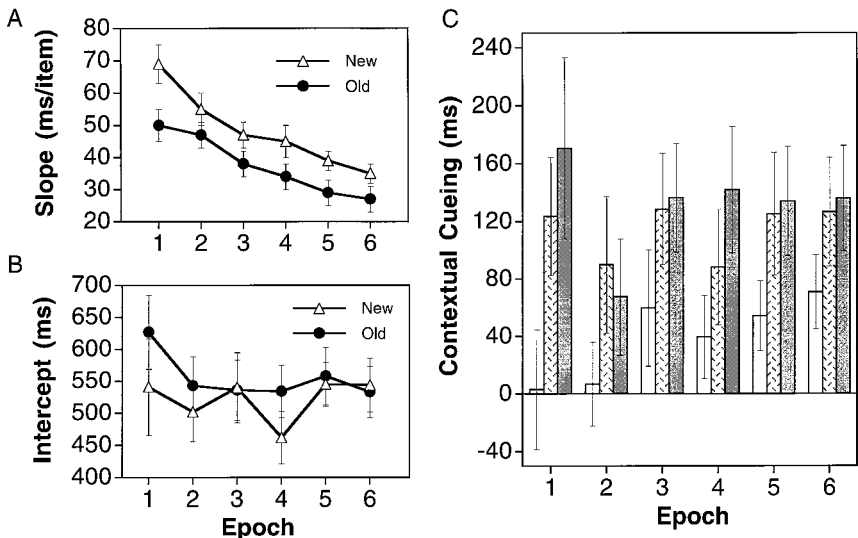 A
Slope (ms/item)
80
70
60
50
40
30
20
New
Old
1 2 3 4 5 6
B
Intercept (ms)
700
650
600
550
500
450
400
New
Old
1 2 3 4 5 6
Epoch
C
Contextual Cueing (ms)
240
200
160
120
80
40
0
-40
1 2 3 4 5 6
Epoch